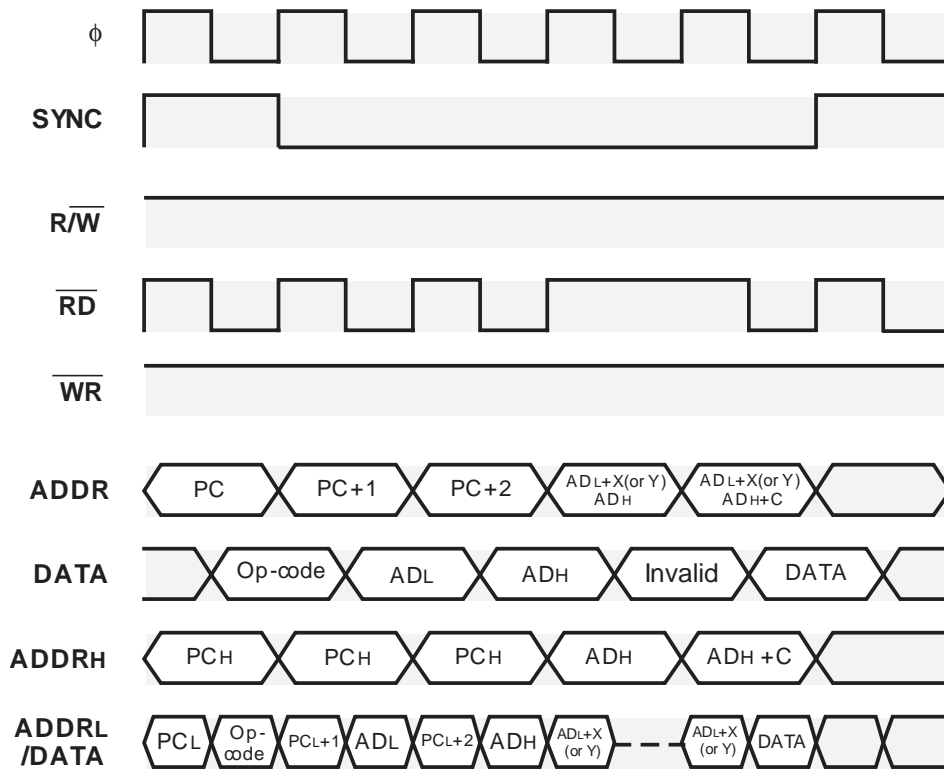 ϕ
SYNC
R/W̅
R̅D̅
W̅R̅
ADDR PC PC+1 PC+2 ADL+X(or Y) ADH ADL+X(or Y) ADH+C
DATA Op-code ADL ADH Invalid DATA
ADDRH PCH PCH PCH ADH ADH +C
ADDRL /DATA PCL Op-code PCL+1 ADL PCL+2 ADH ADL+X (or Y) ADL+X (or Y) DATA